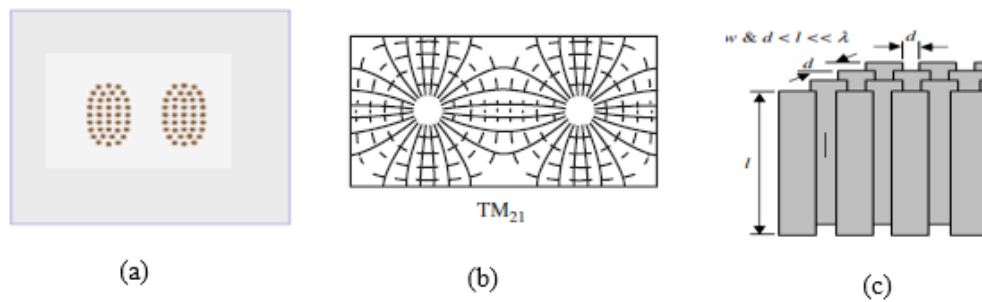 w & d < l << λ
d
d
l
TM₂₁
(a)
(b)
(c)